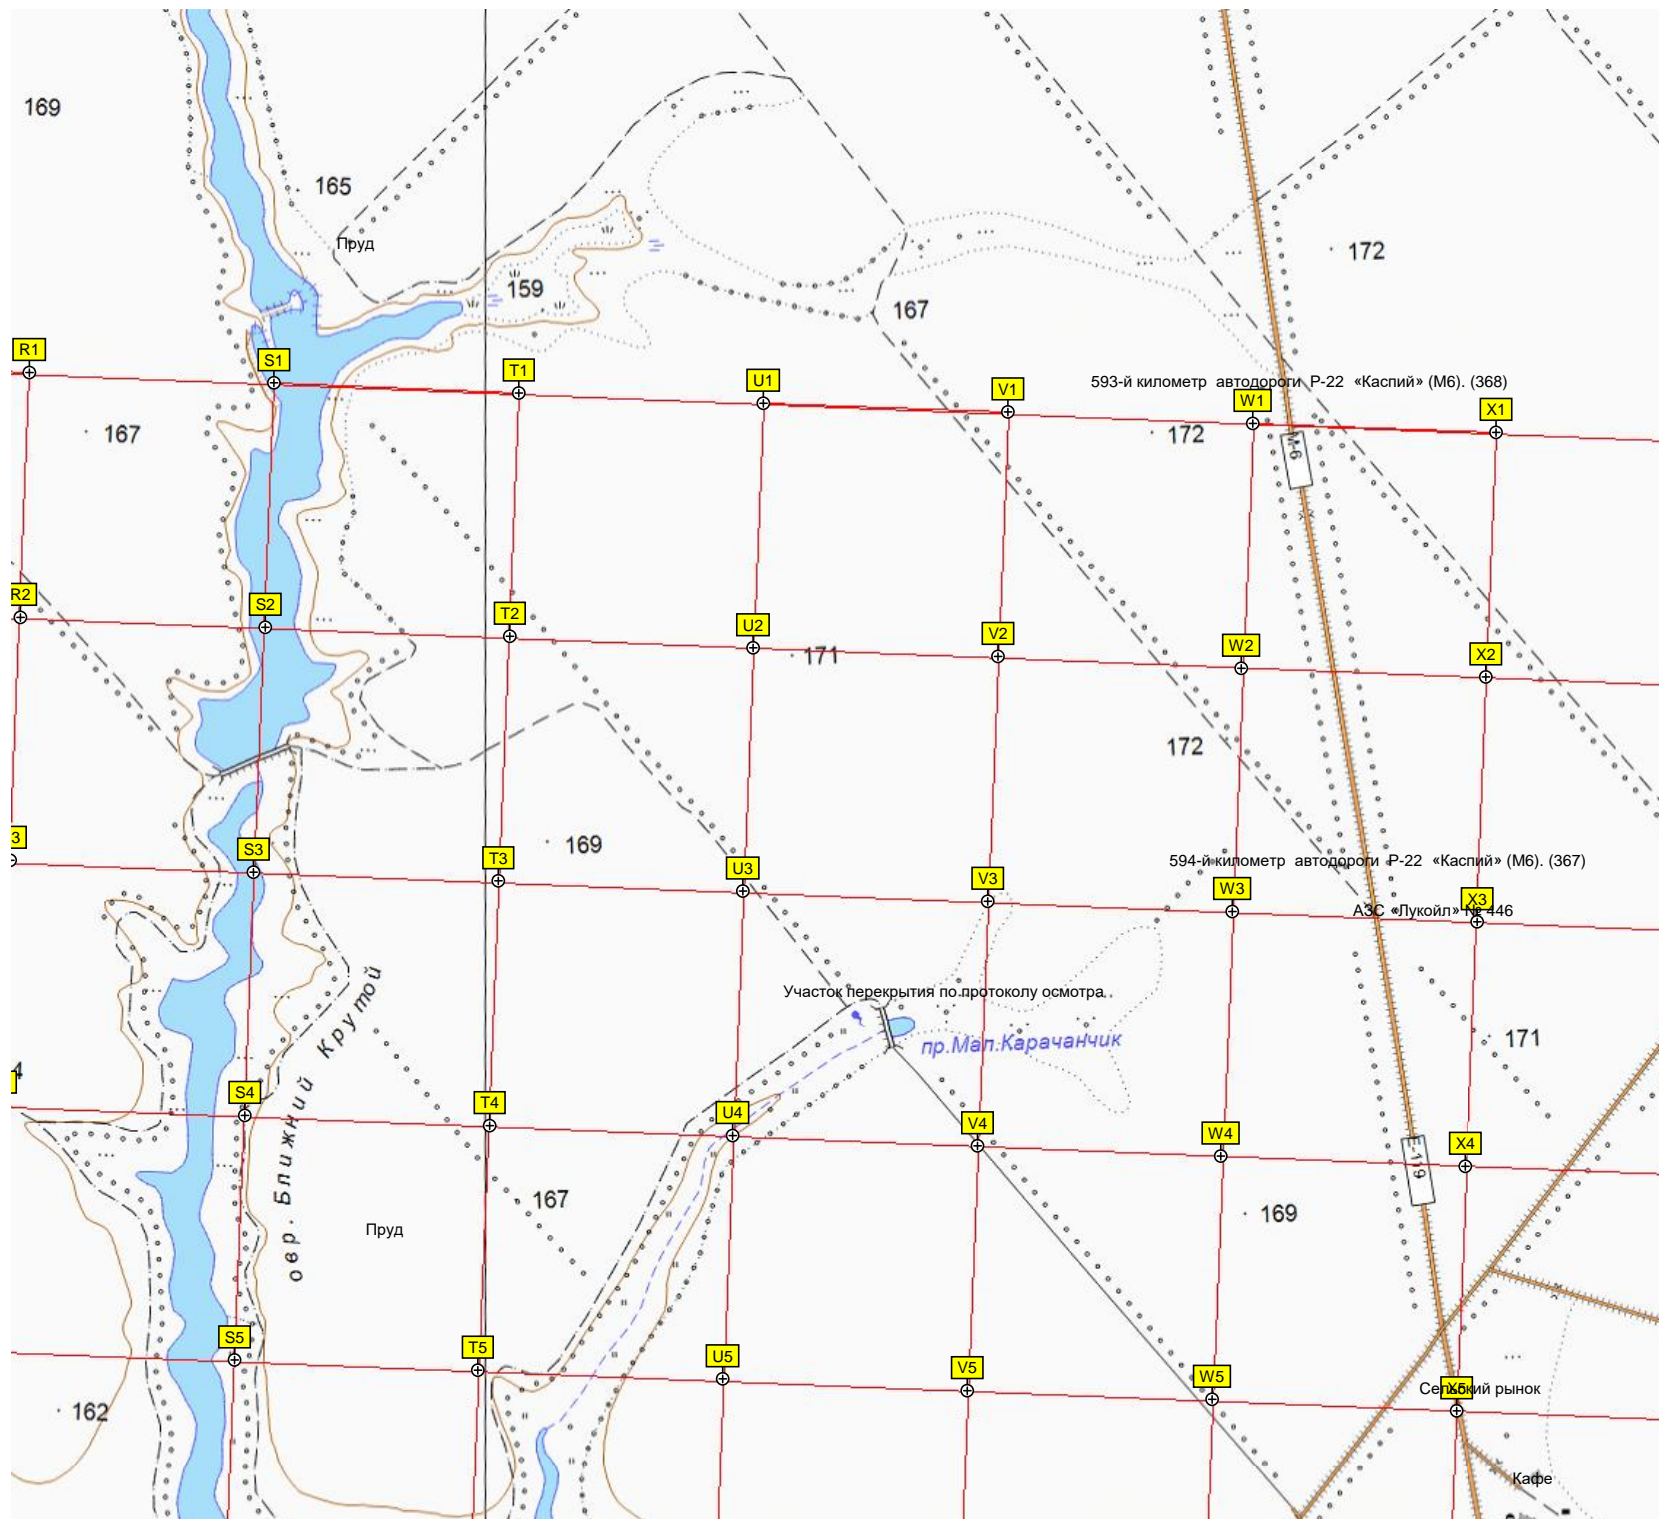 169
165
Пруд
159
172
167
R1
S1
T1
U1
V1
593-й километр автодороги Р-22 «Каспий» (М6). (368)
W1
X1
167
172
М-6
R2
S2
T2
U2
V2
W2
X2
171
172
3
S3
169
T3
U3
V3
594-й километр автодороги Р-22 «Каспий» (М6). (367)
W3
X3
АЗС «Лукойл» № 446
Участок перекрытия по протоколу осмотра
пр.Мал.Карачанчик
171
4
S4
T4
U4
V4
W4
X4
E-119
овр. Ближний Крутой
167
169
Пруд
S5
T5
U5
V5
W5
X5
Сельский рынок
162
Кафе